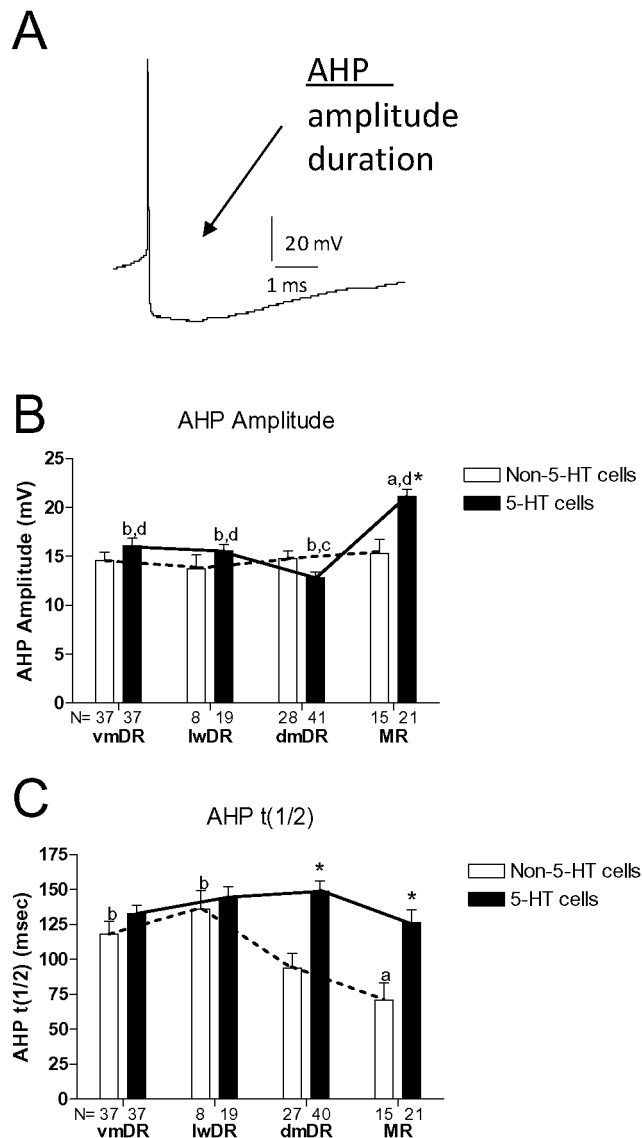 A
AHP
amplitude
duration
20 mV
1 ms
B
AHP Amplitude
AHP Amplitude (mV)
25
20
15
10
5
0
b,d
b,d
b,c
a,d*
Non-5-HT cells
5-HT cells
N= 37 37 8 19 28 41 15 21
vmDR lwDR dmDR MR
C
AHP t(1/2)
AHP t(1/2) (msec)
175
150
125
100
75
50
25
0
b
b
*
*
a
Non-5-HT cells
5-HT cells
N= 37 37 8 19 27 40 15 21
vmDR lwDR dmDR MR